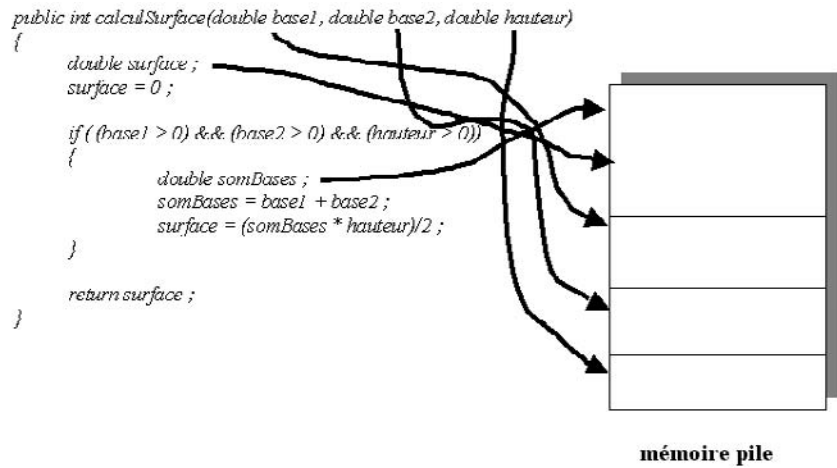 public int calculSurface(double base1, double base2, double hauteur)
{
double surface ;
surface = 0 ;
if ( (base1 > 0) && (base2 > 0) && (hauteur > 0))
{
double somBases ;
somBases = base1 + base2 ;
surface = (somBases * hauteur)/2 ;
}
return surface ;
}
mémoire pile